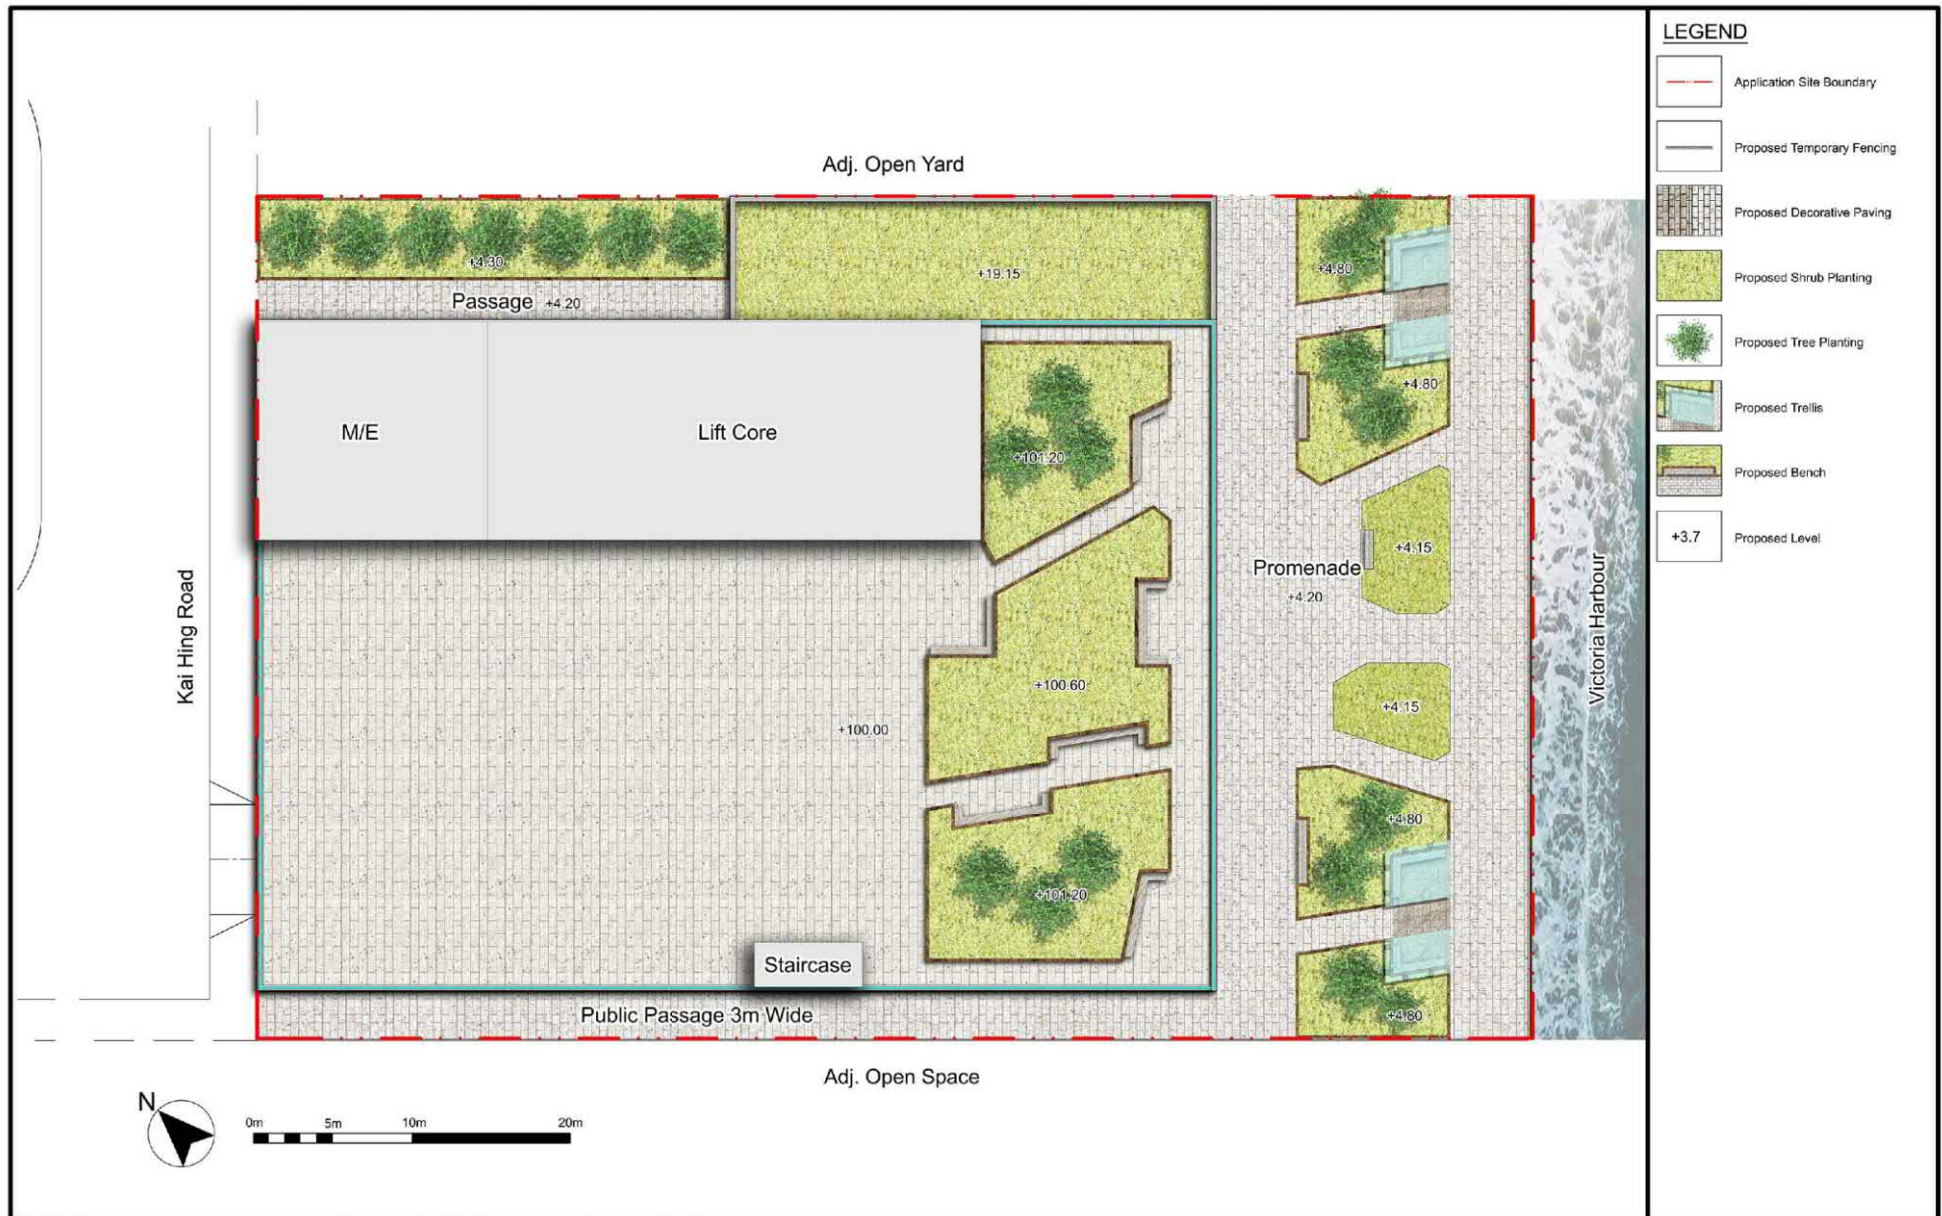 LEGEND
Application Site Boundary
Proposed Temporary Fencing
Proposed Decorative Paving
Proposed Shrub Planting
Proposed Tree Planting
Proposed Trellis
Proposed Bench
+3.7 Proposed Level
Adj. Open Yard
+4.30
+19.15
+4.80
Passage +4.20
+4.80
M/E
Lift Core
+101.20
+4.15
Promenade
+4.20
Kai Hing Road
Victoria Harbour
+100.60
+4.15
+100.00
+4.80
+101.20
Staircase
Public Passage 3m Wide
+4.80
Adj. Open Space
N
0m 5m 10m 20m